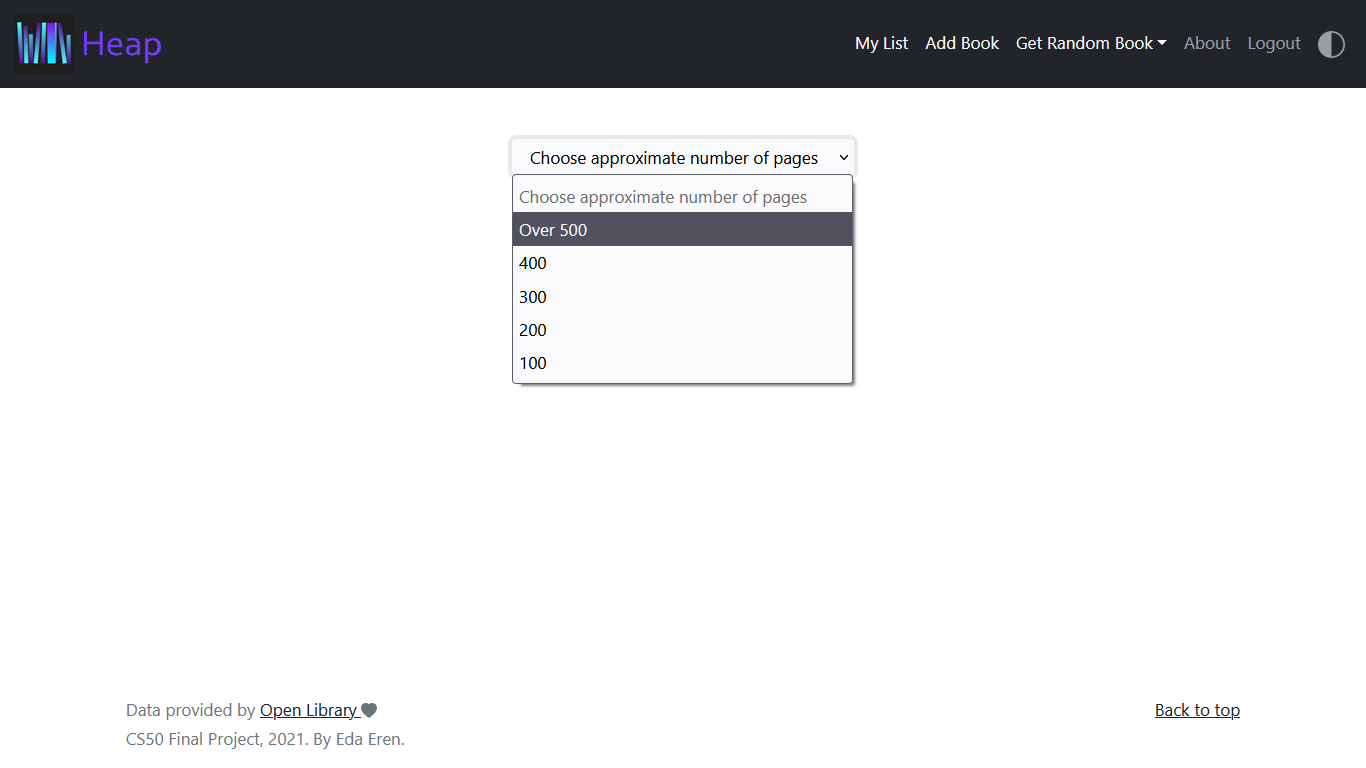 Heap
My List Add Book Get Random Book About Logout
Choose approximate number of pages
Choose approximate number of pages
Over 500
400
300
200
100
Data provided by Open Library
Back to top
CS50 Final Project, 2021. By Eda Eren.